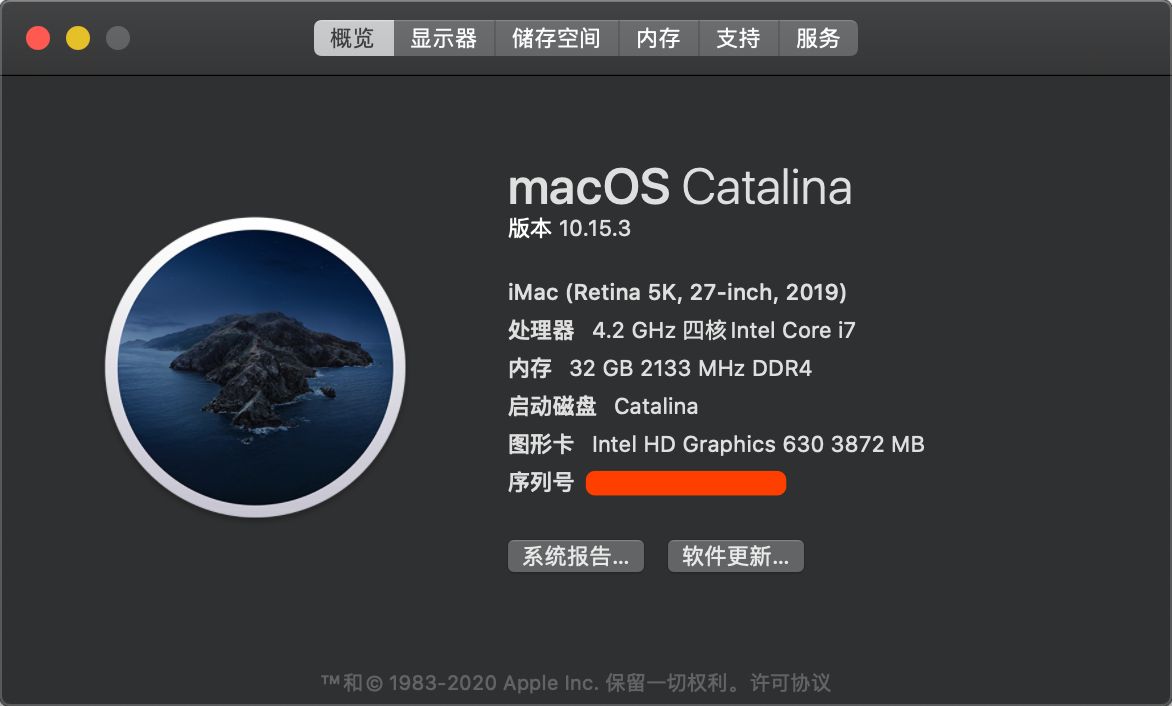 概览 显示器 储存空间 内存 支持 服务
macOS Catalina
版本 10.15.3
iMac (Retina 5K, 27-inch, 2019)
处理器 4.2 GHz 四核Intel Core i7
内存 32 GB 2133 MHz DDR4
启动磁盘 Catalina
图形卡 Intel HD Graphics 630 3872 MB
序列号
系统报告... 软件更新...
™和© 1983-2020 Apple Inc. 保留一切权利。许可协议